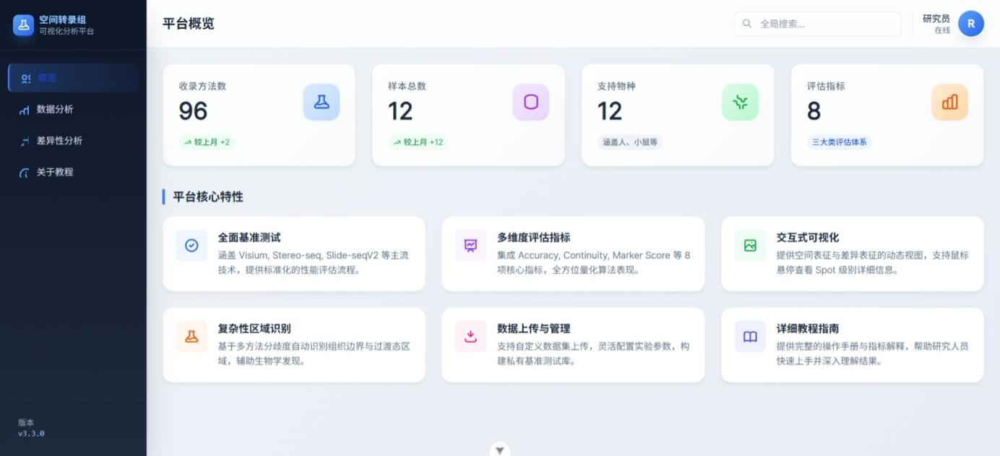 空间转录组
可视化分析平台
概览
数据分析
差异性分析
关于教程
版本
v3.3.0
平台概览
全局搜索...
研究员
在线
R
收录方法数
96
较上月 +2
样本总数
12
较上月 +12
支持物种
12
涵盖人、小鼠等
评估指标
8
三大类评估体系
平台核心特性
全面基准测试
涵盖 Visium, Stereo-seq, Slide-seqV2 等主流
技术，提供标准化的性能评估流程。
多维度评估指标
集成 Accuracy, Continuity, Marker Score 等 8
项核心指标，全方位量化算法表现。
交互式可视化
提供空间表征与差异表征的动态视图，支持鼠标
悬停查看 Spot 级别详细信息。
复杂性区域识别
基于多方法分歧度自动识别组织边界与过渡态区
域，辅助生物学发现。
数据上传与管理
支持自定义数据集上传，灵活配置实验参数，构
建私有基准测试库。
详细教程指南
提供完整的操作手册与指标解释，帮助研究人员
快速上手并深入理解结果。